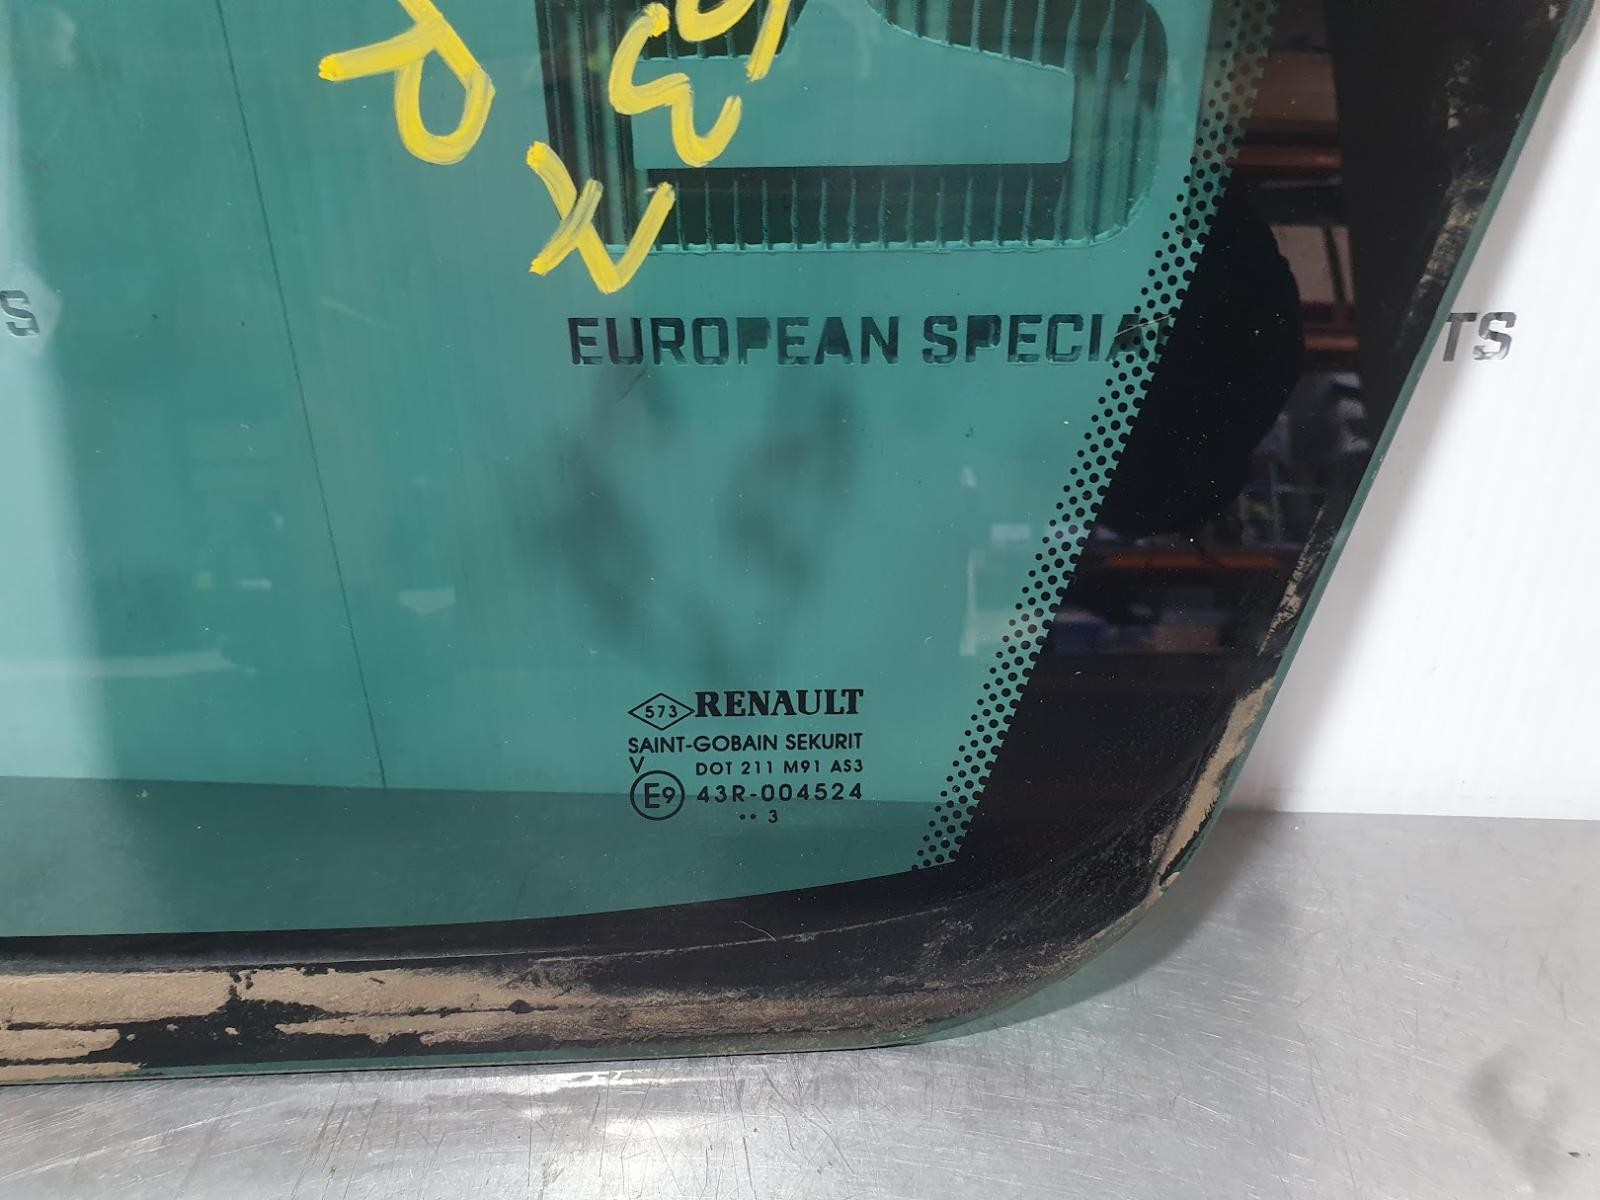 EUROPEAN SPECIA
TS
S
573 RENAULT
SAINT-GOBAIN SEKURIT
V DOT 211 M91 AS3
E9 43R-004524
•• 3